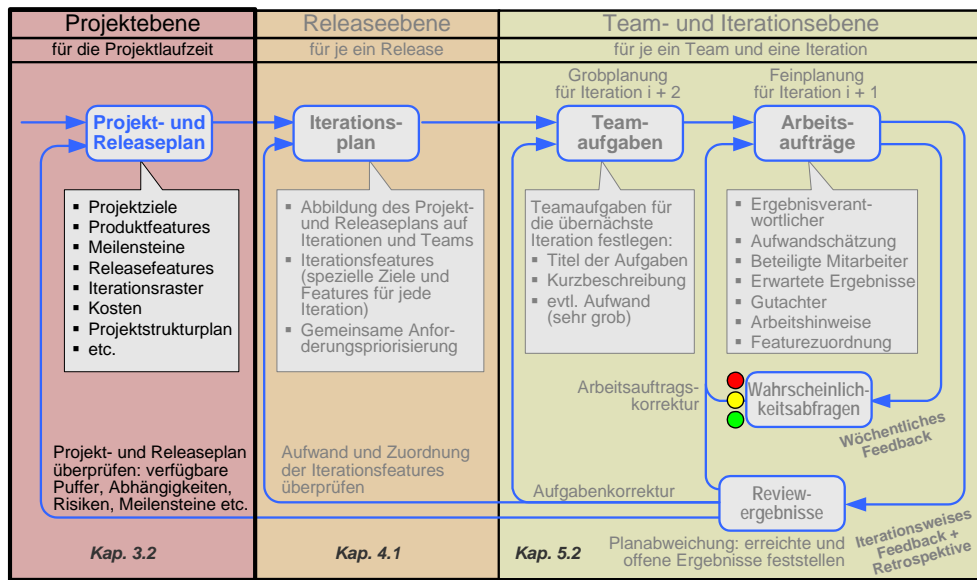 Projektebene
für die Projektlaufzeit
Projekt- und
Releaseplan
▪ Projektziele
▪ Produktfeatures
▪ Meilensteine
▪ Releasefeatures
▪ Iterationsraster
▪ Kosten
▪ Projektstrukturplan
▪ etc.
Projekt- und Releaseplan
überprüfen: verfügbare
Puffer, Abhängigkeiten,
Risiken, Meilensteine etc.
Kap. 3.2
Releaseebene
für je ein Release
Iterations-
plan
▪ Abbildung des Projekt-
und Releaseplans auf
Iterationen und Teams
▪ Iterationsfeatures
(spezielle Ziele und
Features für jede
Iteration)
▪ Gemeinsame Anfor-
derungspriorisierung
Aufwand und Zuordnung
der Iterationsfeatures
überprüfen
Kap. 4.1
Team- und Iterationsebene
für je ein Team und eine Iteration
Grobplanung
für Iteration i + 2
Team-
aufgaben
Teamaufgaben für
die übernächste
Iteration festlegen:
▪ Titel der Aufgaben
▪ Kurzbeschreibung
▪ evtl. Aufwand
(sehr grob)
Feinplanung
für Iteration i + 1
Arbeits-
aufträge
▪ Ergebnisverant-
wortlicher
▪ Aufwandschätzung
▪ Beteiligte Mitarbeiter
▪ Erwartete Ergebnisse
▪ Gutachter
▪ Arbeitshinweise
▪ Featurezuordnung
Arbeitsauftrags-
korrektur
Wahrscheinlich-
keitsabfragen
Wöchentliches
Feedback
Aufgabenkorrektur
Review-
ergebnisse
Iterationsweises
Feedback +
Retrospektive
Kap. 5.2
Planabweichung: erreichte und
offene Ergebnisse feststellen